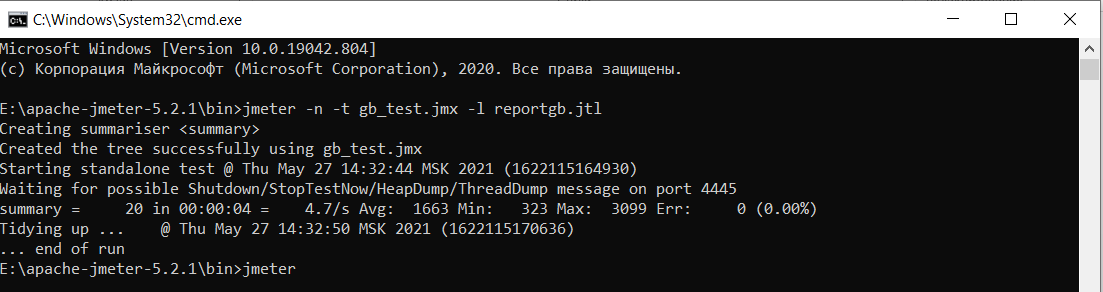 C:\Windows\System32\cmd.exe
Microsoft Windows [Version 10.0.19042.804]
(c) Корпорация Майкрософт (Microsoft Corporation), 2020. Все права защищены.
E:\apache-jmeter-5.2.1\bin>jmeter -n -t gb_test.jmx -l reportgb.jtl
Creating summariser <summary>
Created the tree successfully using gb_test.jmx
Starting standalone test @ Thu May 27 14:32:44 MSK 2021 (1622115164930)
Waiting for possible Shutdown/StopTestNow/HeapDump/ThreadDump message on port 4445
summary =     20 in 00:00:04 =    4.7/s Avg:  1663 Min:   323 Max:  3099 Err:     0 (0.00%)
Tidying up ...    @ Thu May 27 14:32:50 MSK 2021 (1622115170636)
... end of run
E:\apache-jmeter-5.2.1\bin>jmeter